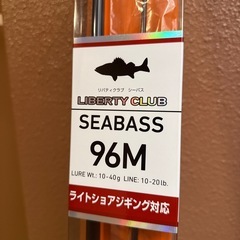 リバティクラブ シーバス
LIBERTY CLUB
SEABASS
96M
LURE Wt.: 10-40g LINE: 10-20lb.
ライトショアジギング対応